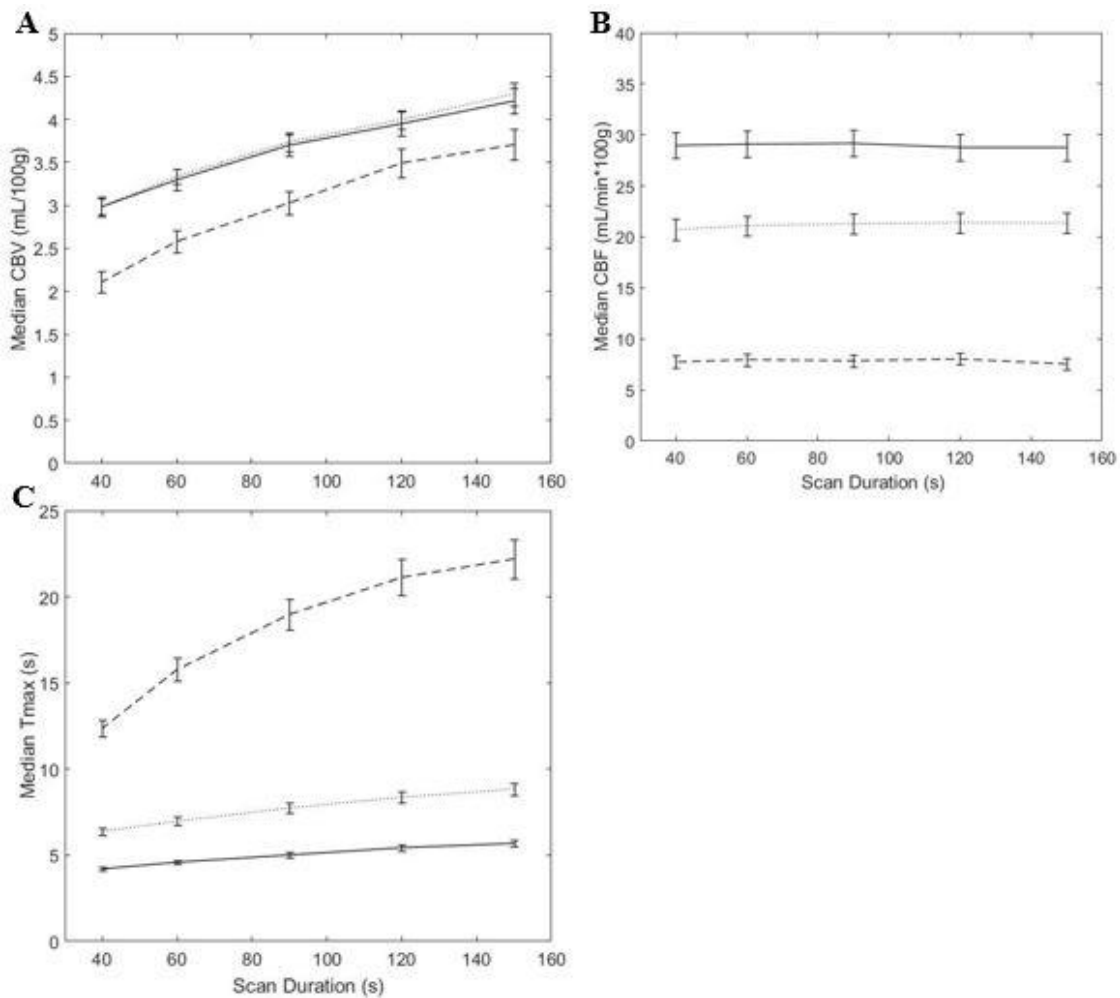 A
5
4.5
4
3.5
3
2.5
2
1.5
1
0.5
0
Median CBV (mL/100g)
40 60 80 100 120 140 160
B
40
35
30
25
20
15
10
5
0
Median CBF (mL/min*100g)
40 60 80 100 120 140 160
Scan Duration (s)
C
25
20
15
10
5
0
Median Tmax (s)
40 60 80 100 120 140 160
Scan Duration (s)